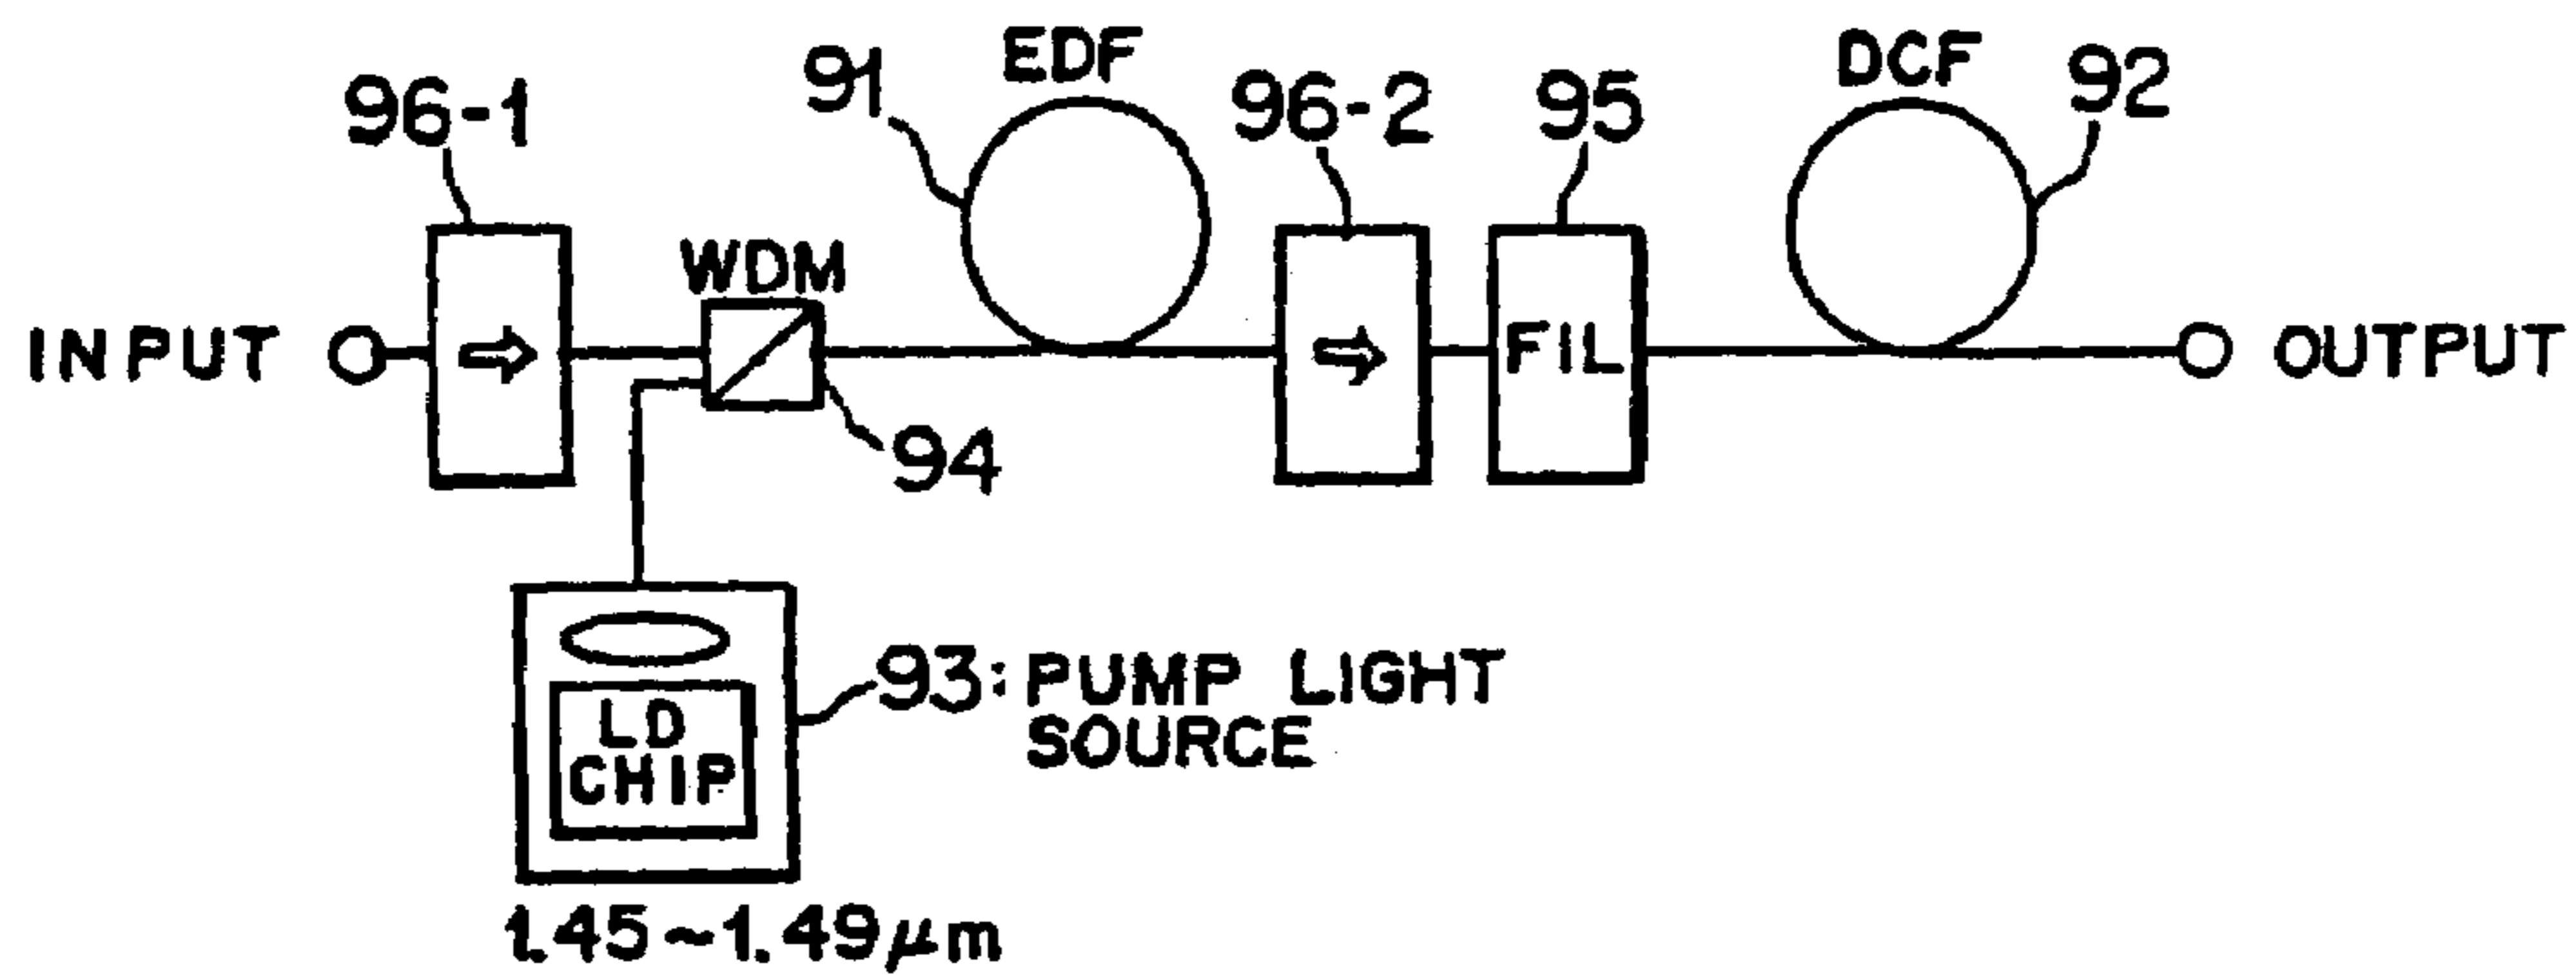 EDF
DCF
91
92
96-1
96-2
95
WDM
INPUT
FIL
OUTPUT
94
93: PUMP LIGHT
SOURCE
LD
CHIP
1.45~1.49μm